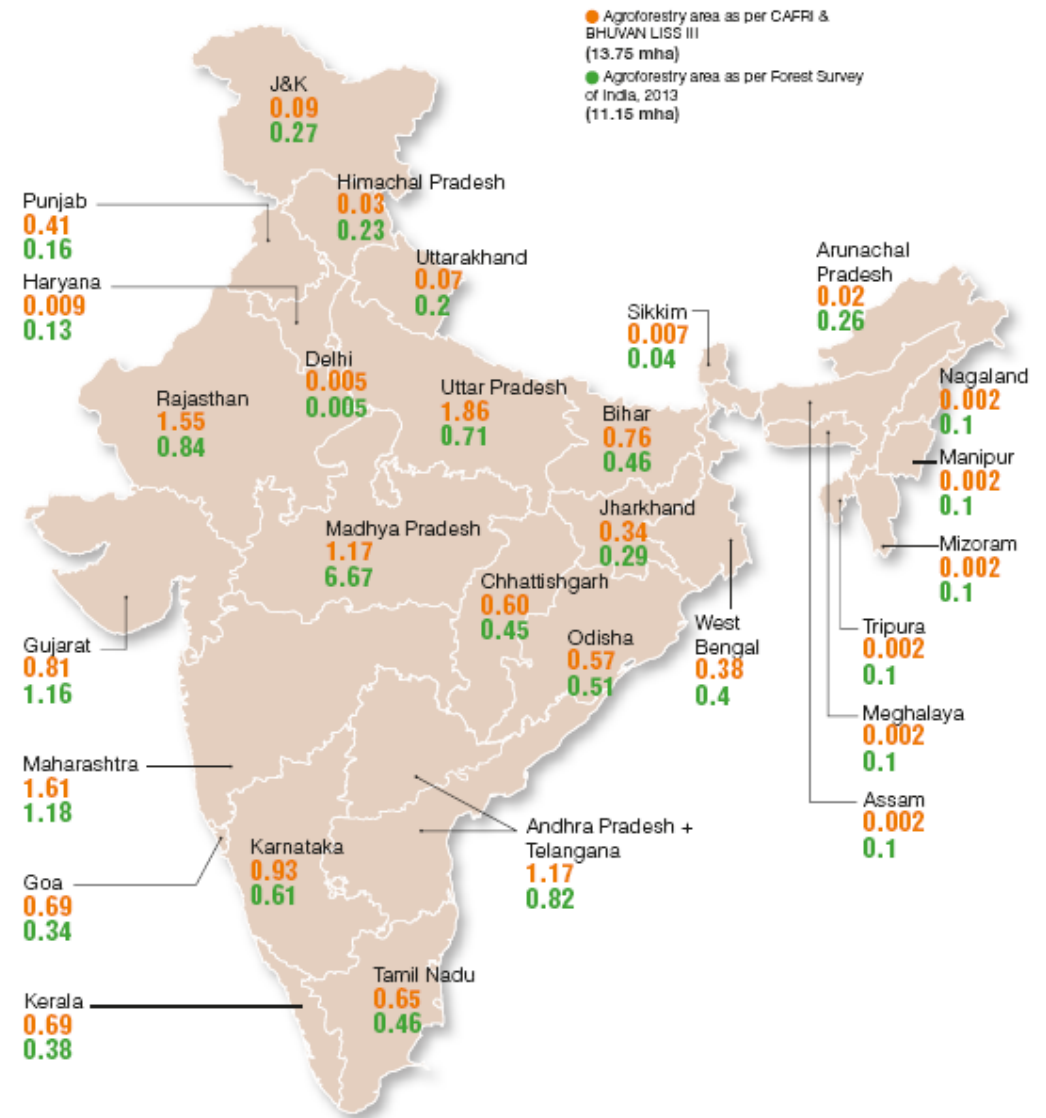 Agroforestry area as per CAFRI &
BHUVAN LISS III
(13.75 mha)
Agroforestry area as per Forest Survey
of India, 2013
(11.15 mha)
J&K
0.09
0.27
Himachal Pradesh
0.03
0.23
Punjab
0.41
0.16
Uttarakhand
0.07
0.2
Haryana
0.009
0.13
Arunachal
Pradesh
0.02
0.26
Sikkim
0.007
0.04
Delhi
0.005
0.005
Rajasthan
1.55
0.84
Uttar Pradesh
1.86
0.71
Bihar
0.76
0.46
Nagaland
0.002
0.1
Manipur
0.002
0.1
Mizoram
0.002
0.1
Jharkhand
0.34
0.29
Madhya Pradesh
1.17
6.67
Chhattishgarh
0.60
0.45
Odisha
0.57
0.51
West
Bengal
0.38
0.4
Tripura
0.002
0.1
Gujarat
0.81
1.16
Meghalaya
0.002
0.1
Maharashtra
1.61
1.18
Assam
0.002
0.1
Andhra Pradesh +
Telangana
1.17
0.82
Karnataka
0.93
0.61
Goa
0.69
0.34
Tamil Nadu
0.65
0.46
Kerala
0.69
0.38